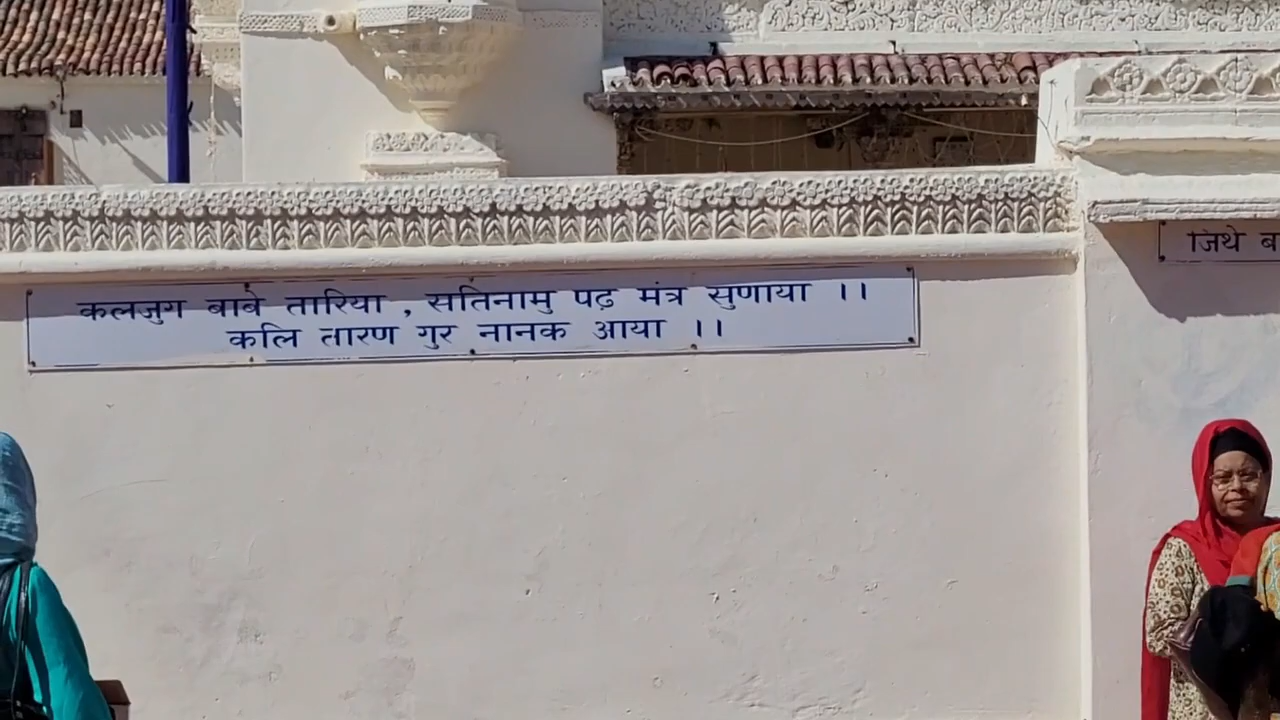 कलजुग बाबे तारिया , सतिनामु पढ़ मंत्र सुणाया ।।
कलि तारण गुर नानक आया ।।
जिथे